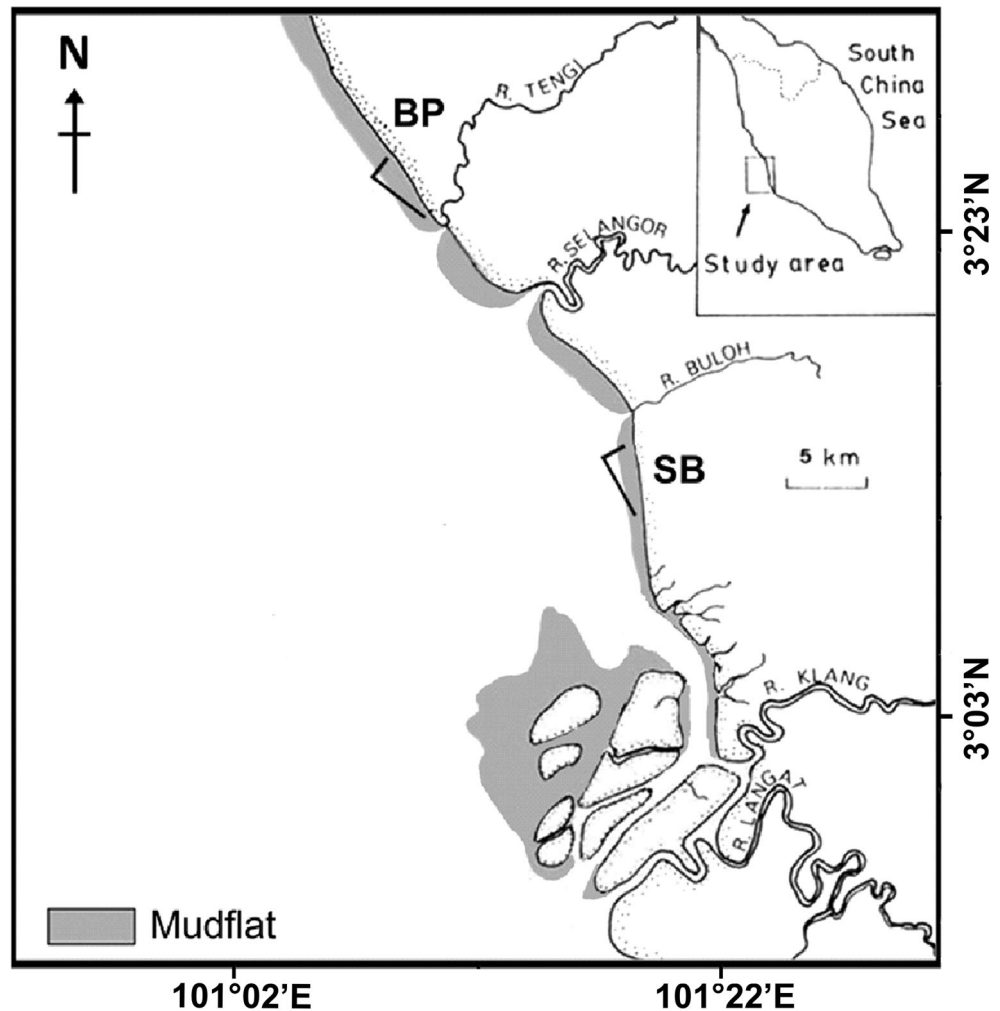 N
BP
R. TENGI
South
China
Sea
Study area
R. SELANGOR
3°23'N
R. BULOH
5 km
SB
R. KLANG
3°03'N
R. LANGAT
Mudflat
101°02'E
101°22'E